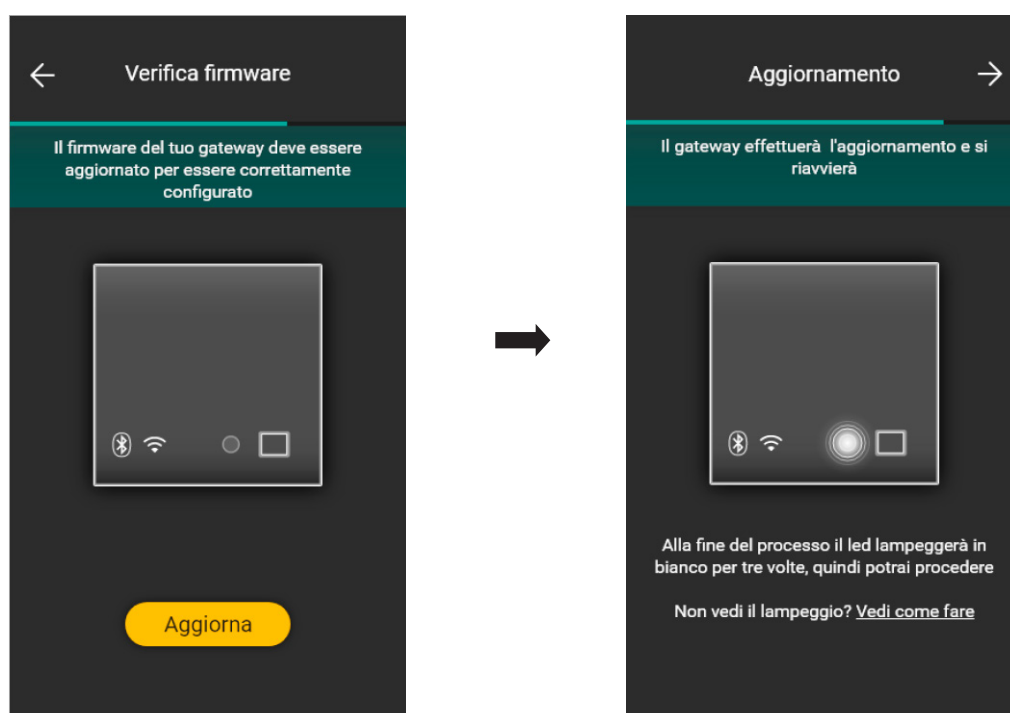 Verifica firmware
Il firmware del tuo gateway deve essere
aggiornato per essere correttamente
configurato
Aggiorna
Aggiornamento
Il gateway effettuerà l'aggiornamento e si
riavvierà
Alla fine del processo il led lampeggerà in
bianco per tre volte, quindi potrai procedere
Non vedi il lampeggio? Vedi come fare